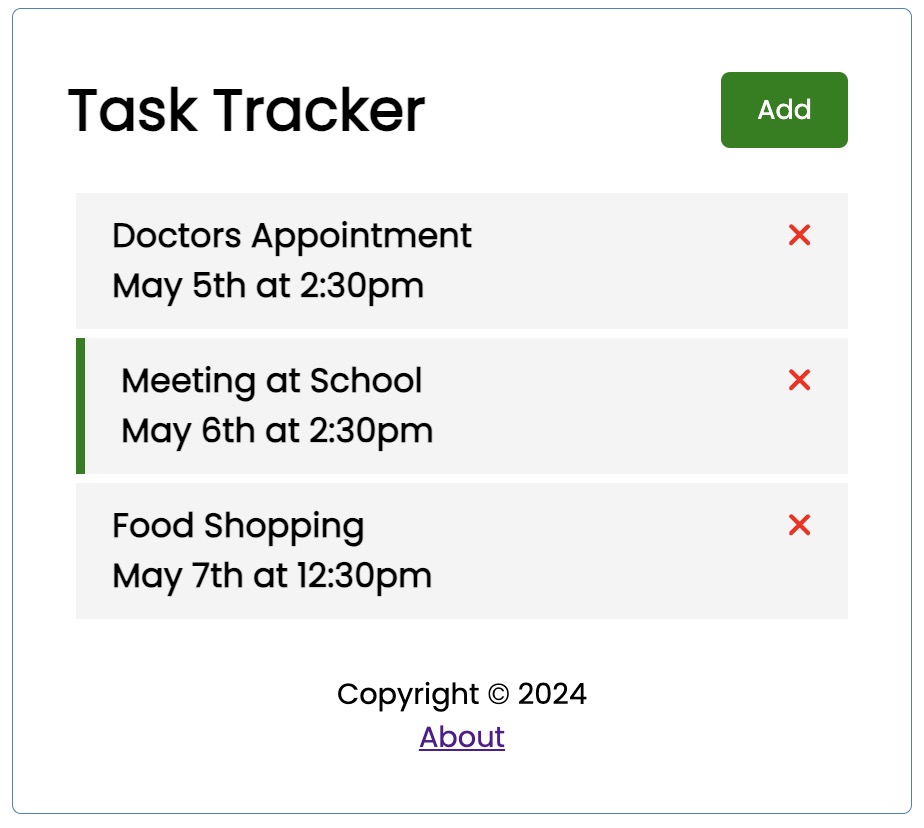 Task Tracker
Add
Doctors Appointment
May 5th at 2:30pm
Meeting at School
May 6th at 2:30pm
Food Shopping
May 7th at 12:30pm
Copyright © 2024
About